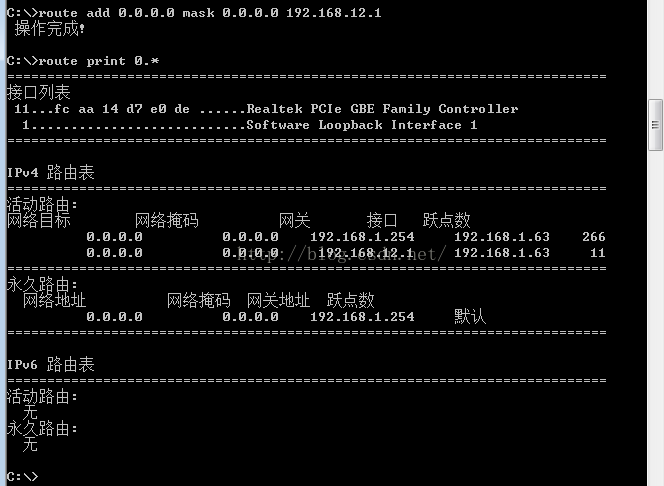 C:\>route add 0.0.0.0 mask 0.0.0.0 192.168.12.1
操作完成!
C:\>route print 0.*
===========================================================================
接口列表
11...fc aa 14 d7 e0 de ......Realtek PCIe GBE Family Controller
1...........................Software Loopback Interface 1
===========================================================================
IPv4 路由表
===========================================================================
活动路由:
网络目标 网络掩码 网关 接口 跃点数
0.0.0.0 0.0.0.0 192.168.1.254 192.168.1.63 266
0.0.0.0 0.0.0.0 192.168.12.1 192.168.1.63 11
http://blog.csdn.net/
===========================================================================
永久路由:
网络地址 网络掩码 网关地址 跃点数
0.0.0.0 0.0.0.0 192.168.1.254 默认
===========================================================================
IPv6 路由表
===========================================================================
活动路由:
无
永久路由:
无
C:\>